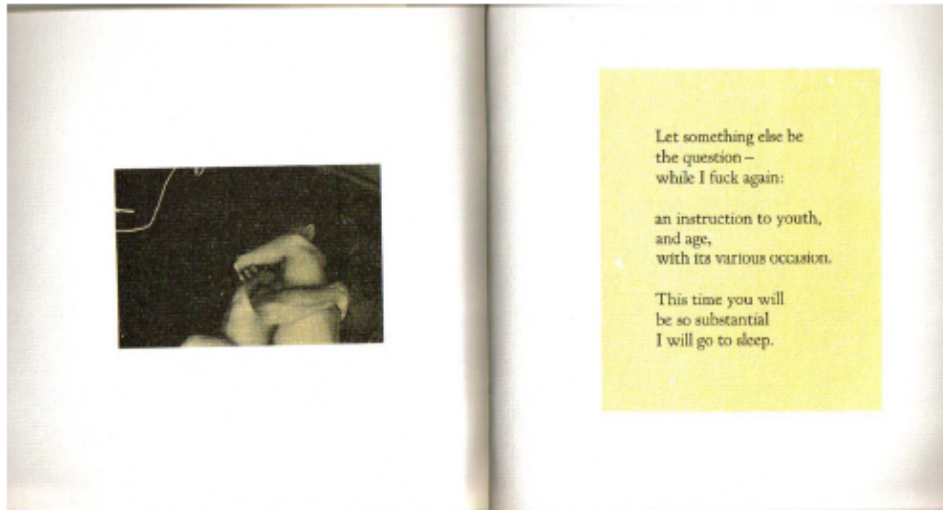 Let something else be
the question –
while I fuck again:
an instruction to youth,
and age,
with its various occasion.
This time you will
be so substantial
I will go to sleep.